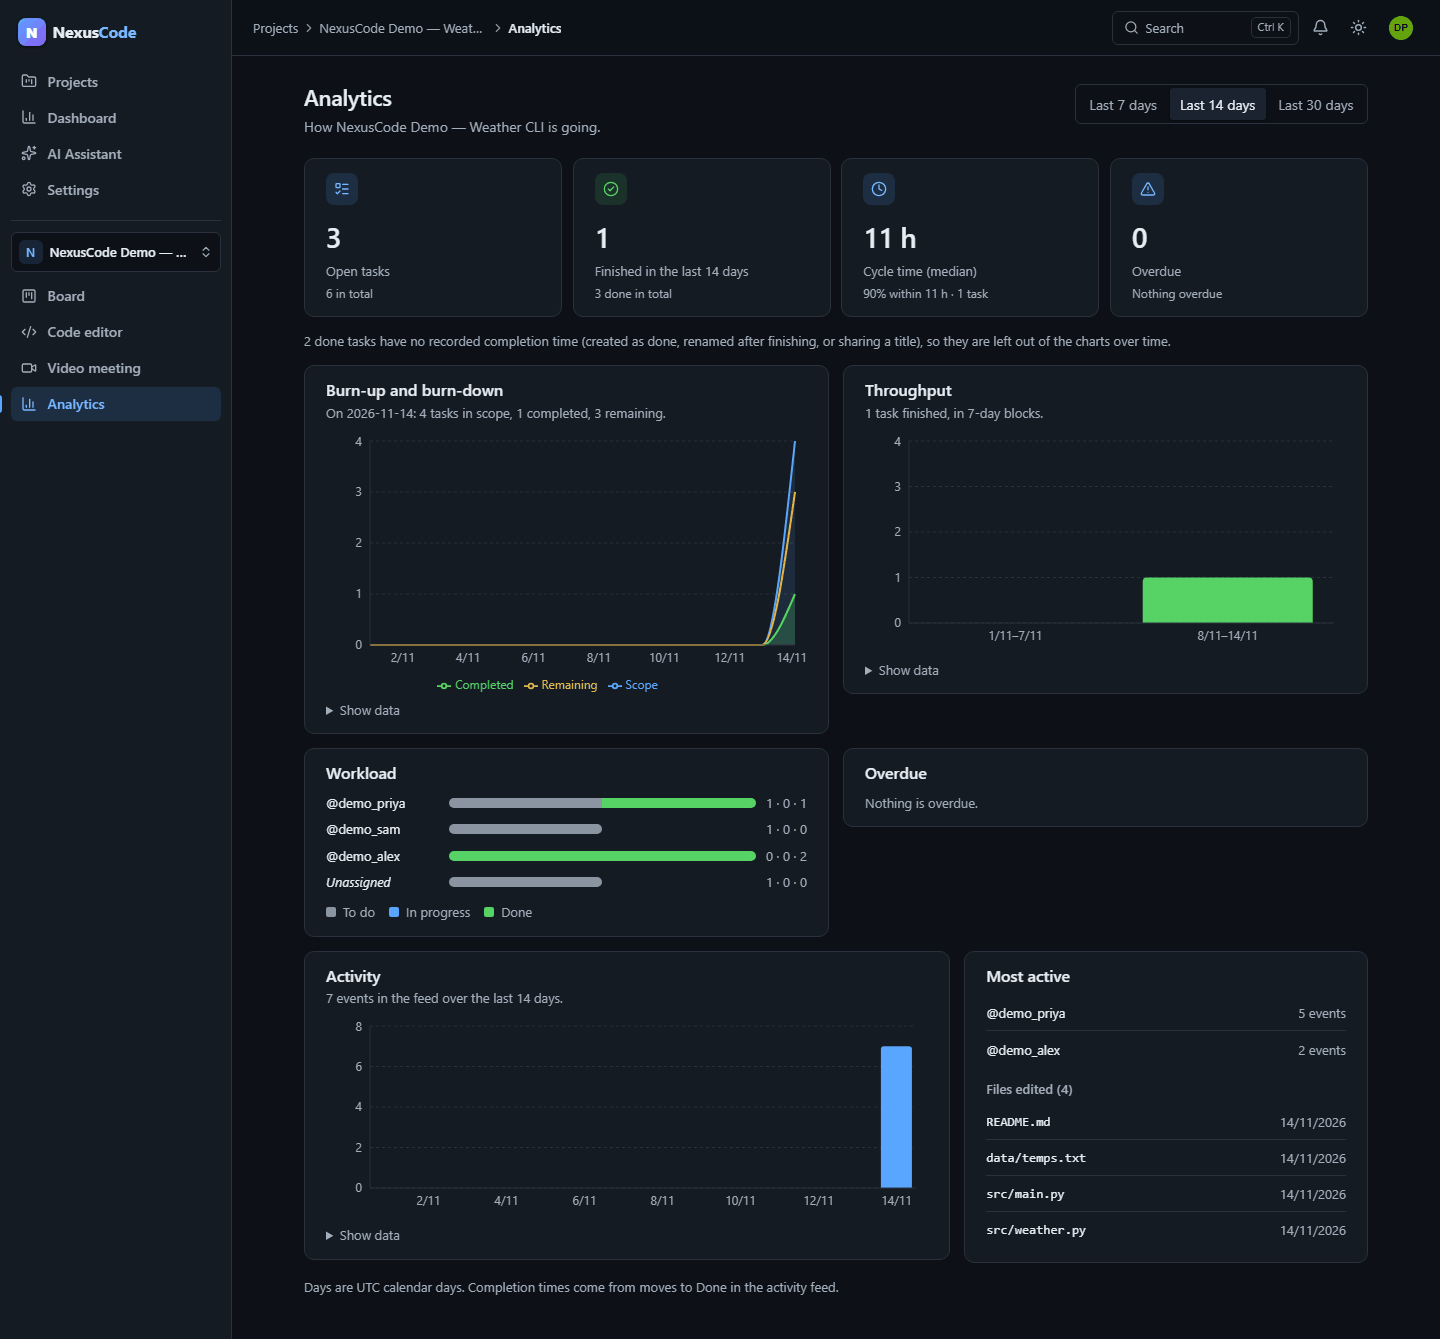 N NexusCode
Projects
Dashboard
AI Assistant
Settings
N NexusCode Demo — ...
Board
Code editor
Video meeting
Analytics
Projects NexusCode Demo — Weat... Analytics
Search Ctrl K
DP
Analytics
How NexusCode Demo — Weather CLI is going.
Last 7 days Last 14 days Last 30 days
3
Open tasks
6 in total
1
Finished in the last 14 days
3 done in total
11 h
Cycle time (median)
90% within 11 h · 1 task
0
Overdue
Nothing overdue
2 done tasks have no recorded completion time (created as done, renamed after finishing, or sharing a title), so they are left out of the charts over time.
Burn-up and burn-down
On 2026-11-14: 4 tasks in scope, 1 completed, 3 remaining.
4
3
2
1
0
2/11 4/11 6/11 8/11 10/11 12/11 14/11
Completed Remaining Scope
Show data
Throughput
1 task finished, in 7-day blocks.
4
3
2
1
0
1/11–7/11 8/11–14/11
Show data
Workload
@demo_priya 1 · 0 · 1
@demo_sam 1 · 0 · 0
@demo_alex 0 · 0 · 2
Unassigned 1 · 0 · 0
To do In progress Done
Overdue
Nothing is overdue.
Activity
7 events in the feed over the last 14 days.
8
6
4
2
0
2/11 4/11 6/11 8/11 10/11 12/11 14/11
Show data
Most active
@demo_priya 5 events
@demo_alex 2 events
Files edited (4)
README.md 14/11/2026
data/temps.txt 14/11/2026
src/main.py 14/11/2026
src/weather.py 14/11/2026
Days are UTC calendar days. Completion times come from moves to Done in the activity feed.